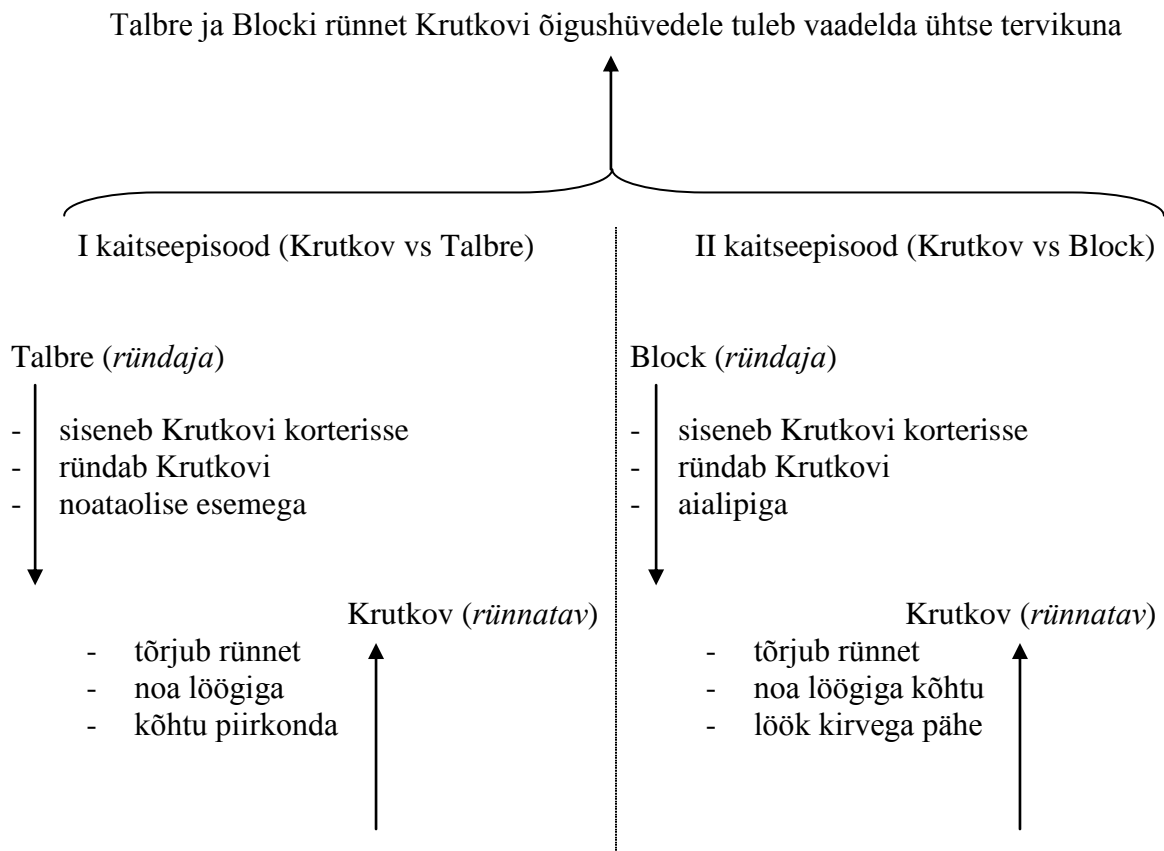 Talbre ja Blocki rünnet Krutkovi õigushüvedele tuleb vaadelda ühtse tervikuna
I kaitseepisood (Krutkov vs Talbre)
Talbre (ründaja)
- siseneb Krutkovi korterisse
- ründab Krutkovi
- noataolise esemega
Krutkov (rünnatav)
- tõrjub rünnet
- noa löögiga
- kõhtu piirkonda
II kaitseepisood (Krutkov vs Block)
Block (ründaja)
- siseneb Krutkovi korterisse
- ründab Krutkovi
- aialipiga
Krutkov (rünnatav)
- tõrjub rünnet
- noa löögiga kõhtu
- löök kirvega pähe